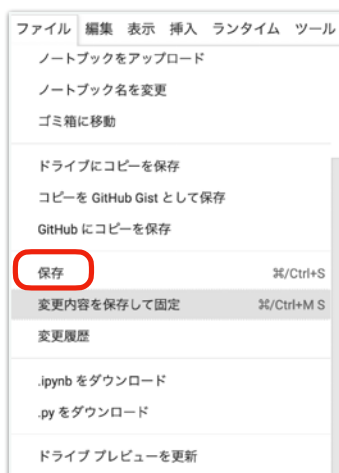 ファイル 編集 表示 挿入 ランタイム ツール
ノートブックをアップロード
ノートブック名を変更
ゴミ箱に移動
ドライブにコピーを保存
コピーを GitHub Gist として保存
GitHub にコピーを保存
保存 ⌘/Ctrl+S
変更内容を保存して固定 ⌘/Ctrl+M S
変更履歴
.ipynb をダウンロード
.py をダウンロード
ドライブ プレビューを更新